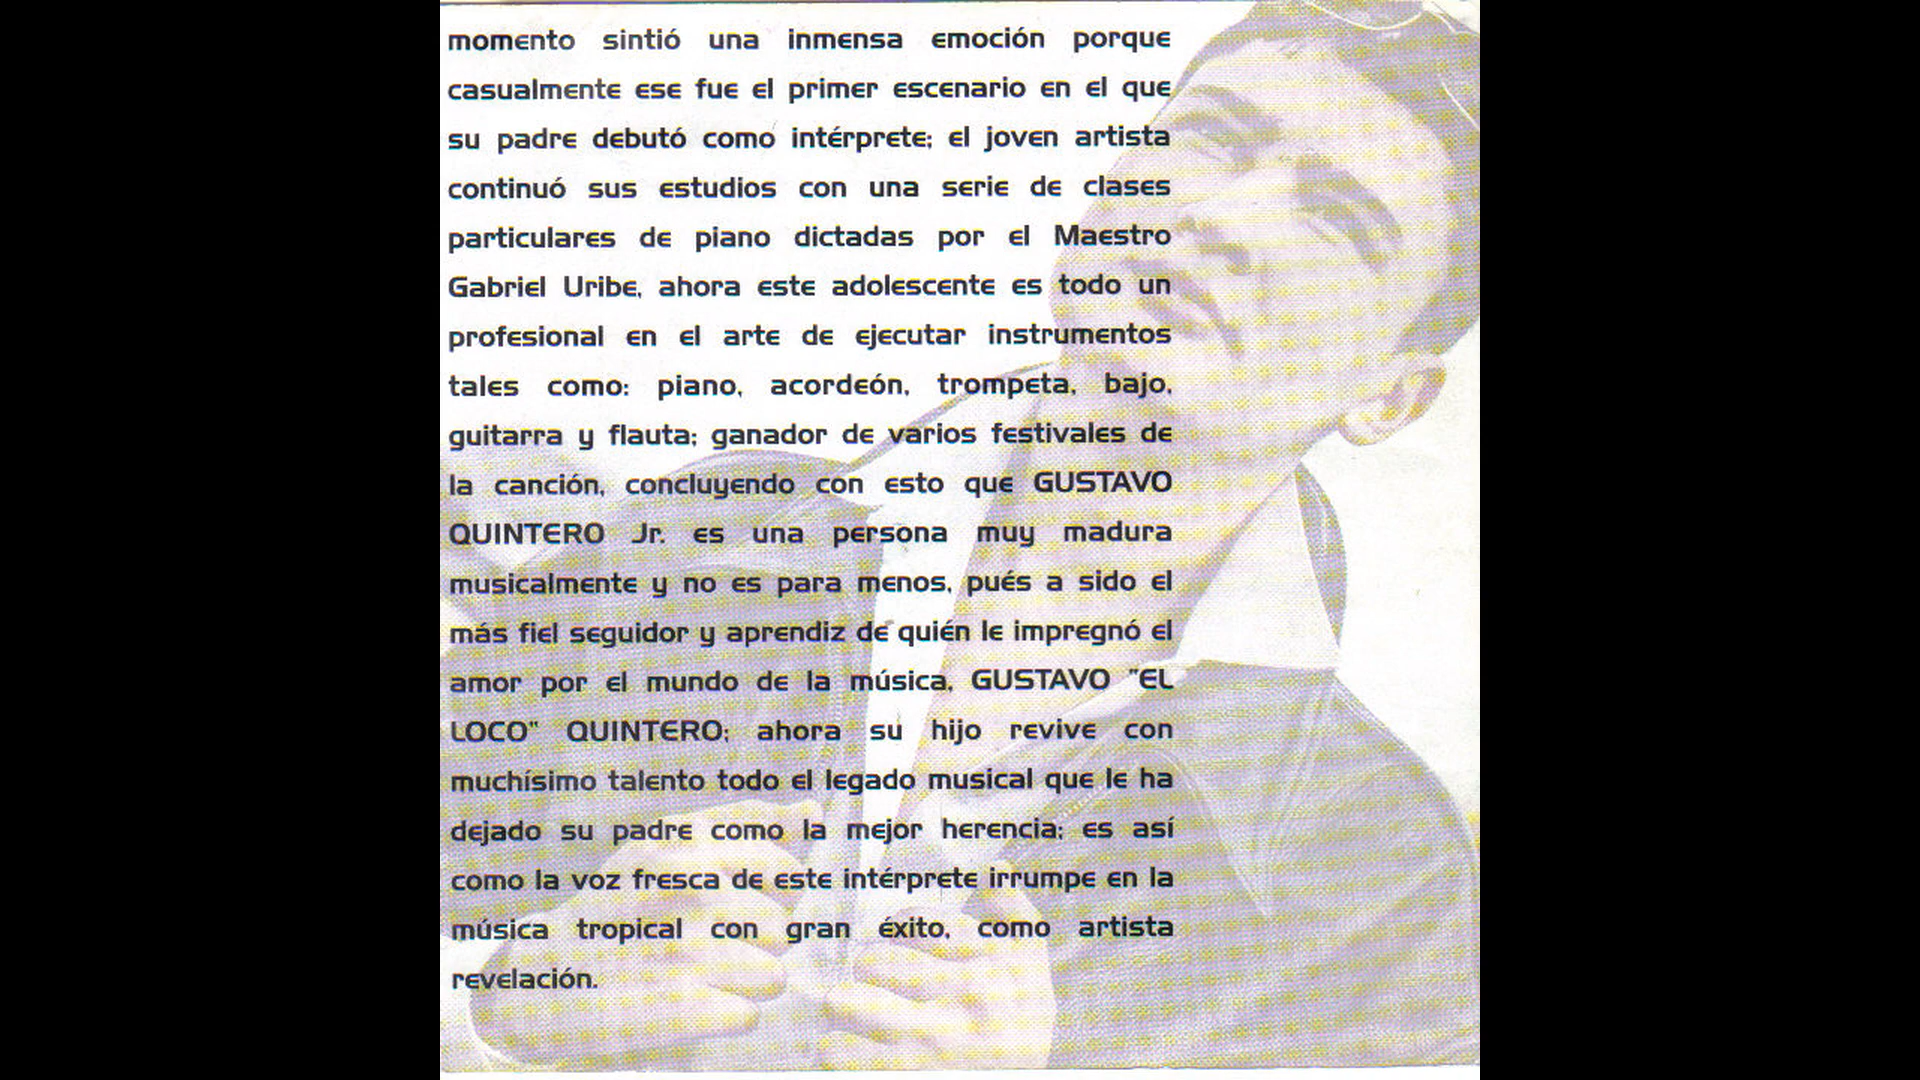 momento sintió una inmensa emoción porque
casualmente ese fue el primer escenario en el que
su padre debutó como intérprete; el joven artista
continuó sus estudios con una serie de clases
particulares de piano dictadas por el Maestro
Gabriel Uribe, ahora este adolescente es todo un
profesional en el arte de ejecutar instrumentos
tales como: piano, acordeón, trompeta, bajo,
guitarra y flauta; ganador de varios festivales de
la canción, concluyendo con esto que GUSTAVO
QUINTERO Jr. es una persona muy madura
musicalmente y no es para menos, pués a sido el
más fiel seguidor y aprendiz de quién le impregnó el
amor por el mundo de la música, GUSTAVO "EL
LOCO" QUINTERO; ahora su hijo revive con
muchísimo talento todo el legado musical que le ha
dejado su padre como la mejor herencia; es así
como la voz fresca de este intérprete irrumpe en la
música tropical con gran éxito, como artista
revelación.